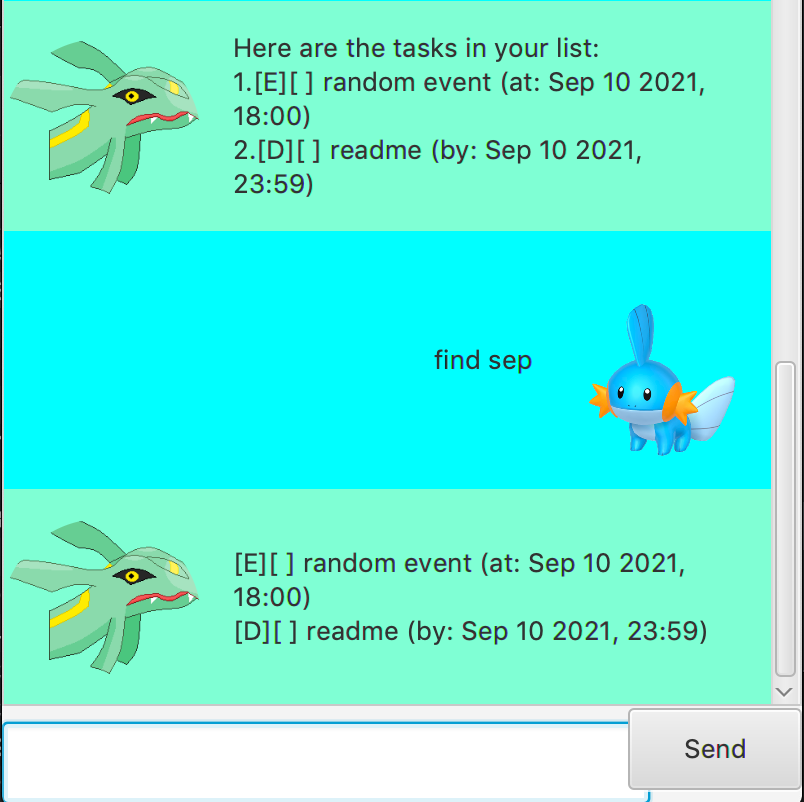 Here are the tasks in your list:
1.[E][ ] random event (at: Sep 10 2021,
18:00)
2.[D][ ] readme (by: Sep 10 2021,
23:59)
find sep
[E][ ] random event (at: Sep 10 2021,
18:00)
[D][ ] readme (by: Sep 10 2021, 23:59)
Send